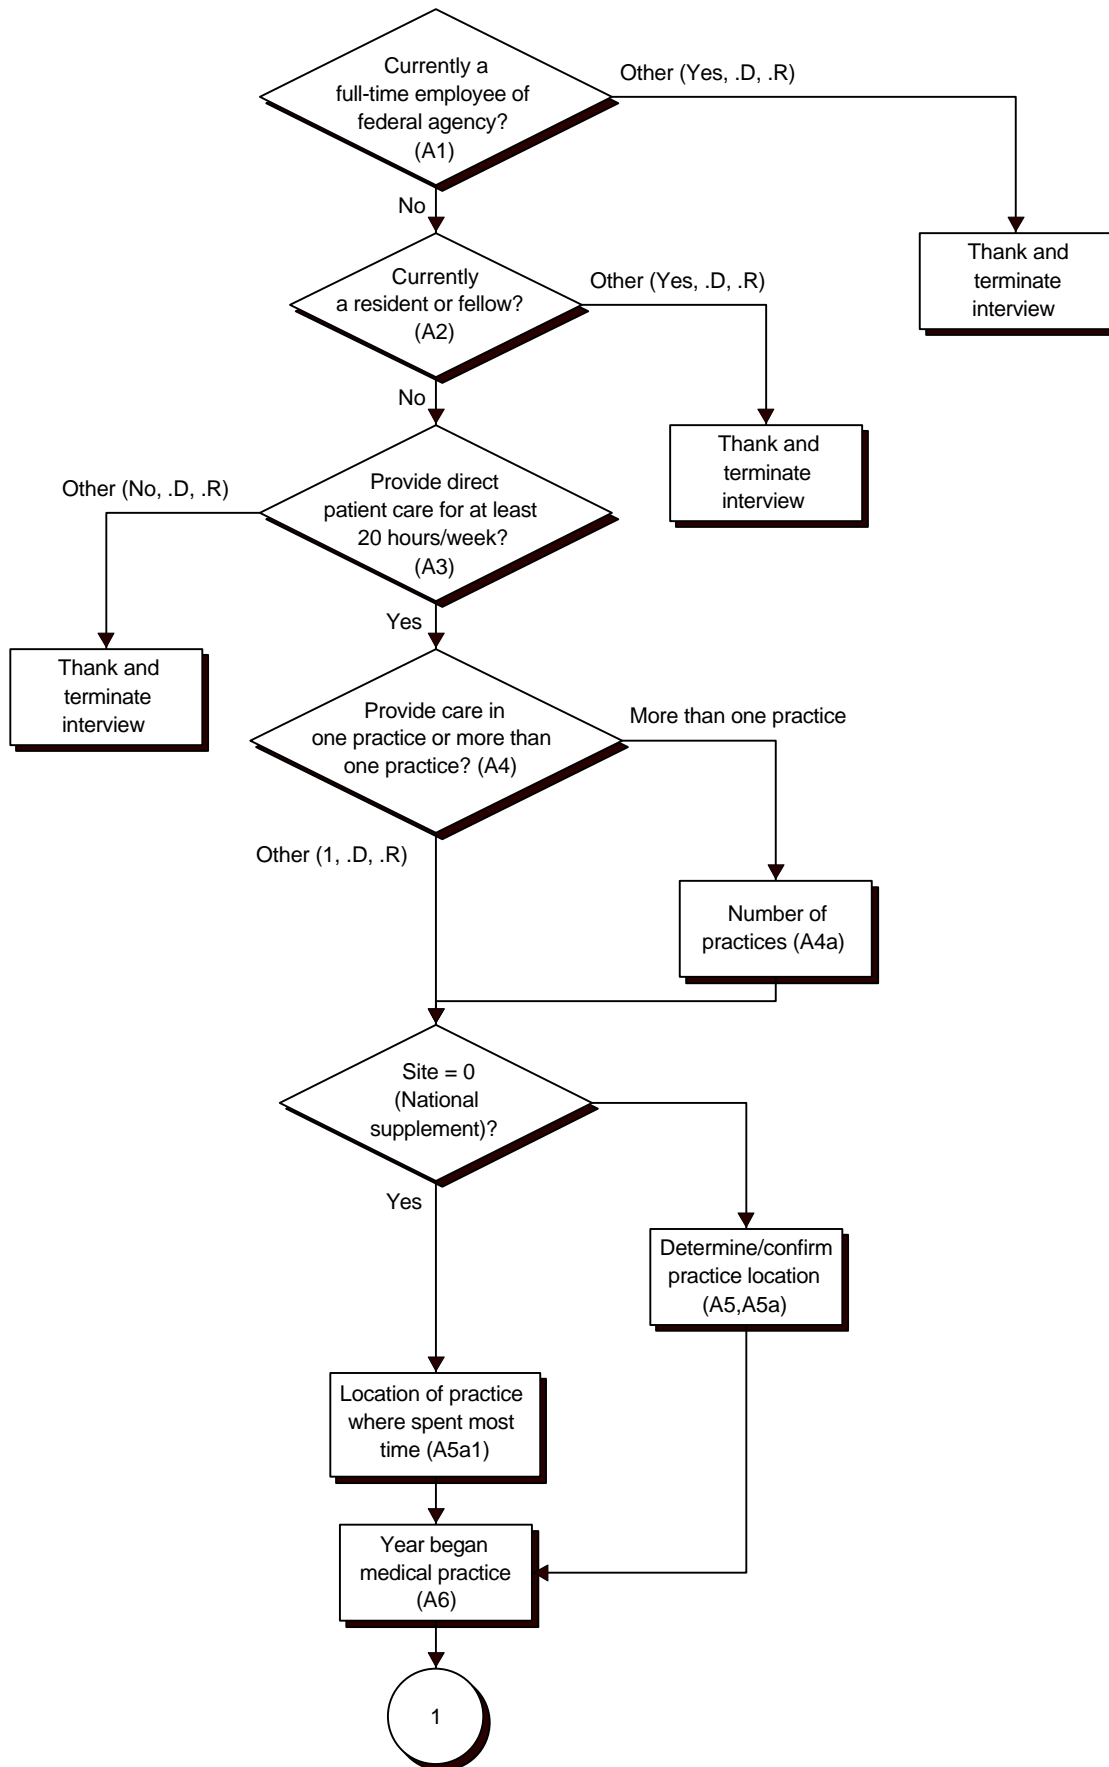 Currently a
full-time employee of
federal agency?
(A1)
Other (Yes, .D, .R)
No
Thank and
terminate
interview
Currently
a resident or fellow?
(A2)
Other (Yes, .D, .R)
No
Thank and
terminate
interview
Provide direct
patient care for at least
20 hours/week?
(A3)
Other (No, .D, .R)
Yes
Thank and
terminate
interview
Provide care in
one practice or more than
one practice? (A4)
More than one practice
Other (1, .D, .R)
Number of
practices (A4a)
Site = 0
(National
supplement)?
Yes
Determine/confirm
practice location
(A5,A5a)
Location of practice
where spent most
time (A5a1)
Year began
medical practice
(A6)
1